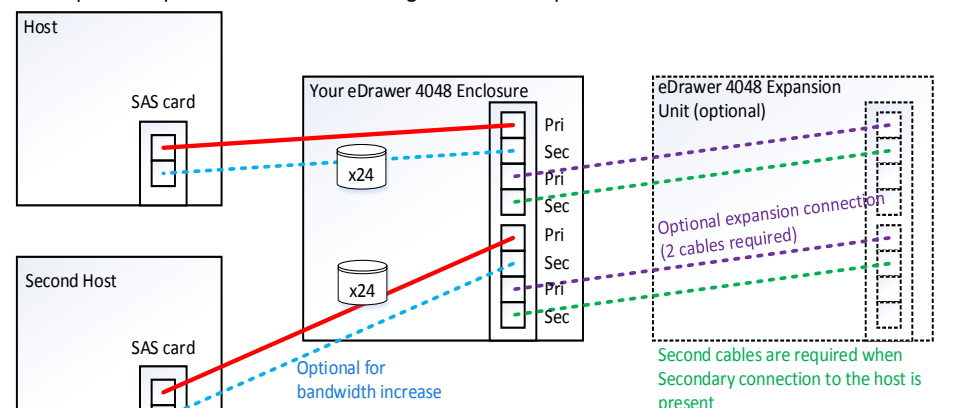 Host
SAS card
Your eDrawer 4048 Enclosure
Pri
Sec
Pri
Sec
Pri
Sec
Pri
Sec
x24
x24
eDrawer 4048 Expansion
Unit (optional)
Optional expansion connection
(2 cables required)
Second Host
SAS card
Optional for
bandwidth increase
Second cables are required when
Secondary connection to the host is
present